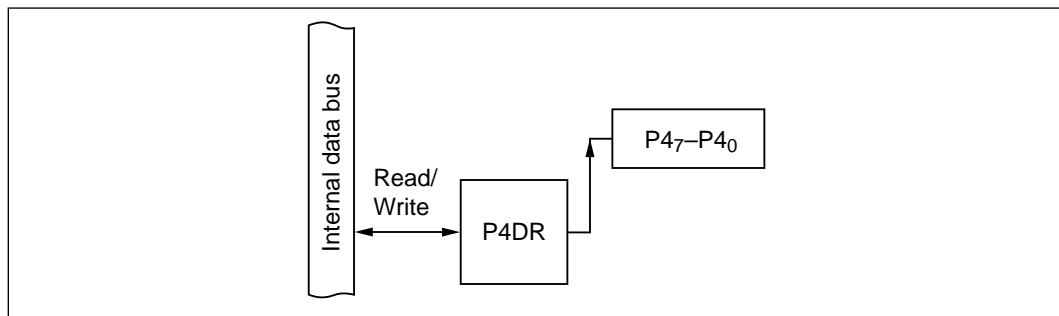 Internal data bus
Read/
Write
P4DR
P4₇–P4₀